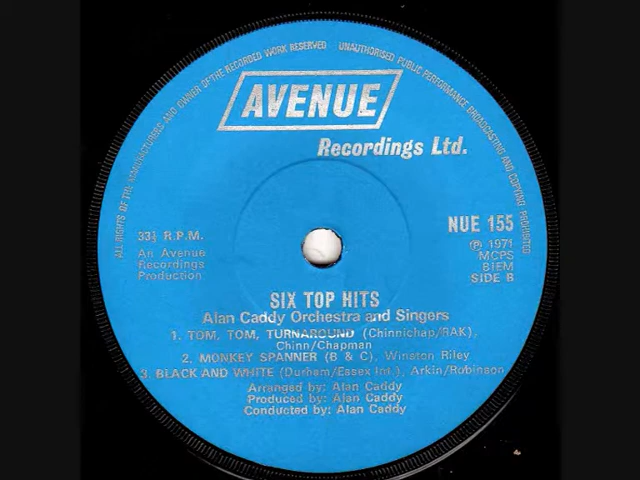 ALL RIGHTS OF THE MANUFACTURERS AND OWNER OF THE RECORDED WORK RESERVED
UNAUTHORISED PUBLIC PERFORMANCE BROADCASTING AND COPYING PROHIBITED
AVENUE
Recordings Ltd.
NUE 155
33⅓ R.P.M.
℗ 1971
An Avenue
MCPS
Recordings
BIEM
Production
SIDE B
SIX TOP HITS
Alan Caddy Orchestra and Singers
1. TOM, TOM, TURNAROUND (Chinnichap/RAK),
Chinn/Chapman
2. MONKEY SPANNER (B & C), Winston Riley
3. BLACK AND WHITE (Durham/Essex Int.), Arkin/Robinson
Arranged by: Alan Caddy
Produced by: Alan Caddy
Conducted by: Alan Caddy